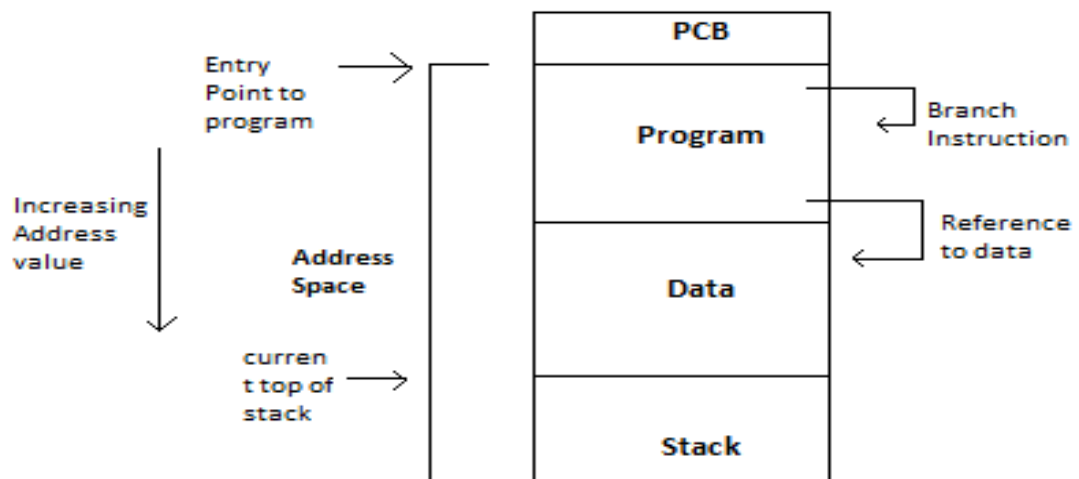 PCB
Entry
Point to
program
Program
Branch
Instruction
Increasing
Address
value
Reference
to data
Address
Space
Data
curren
t top of
stack
Stack